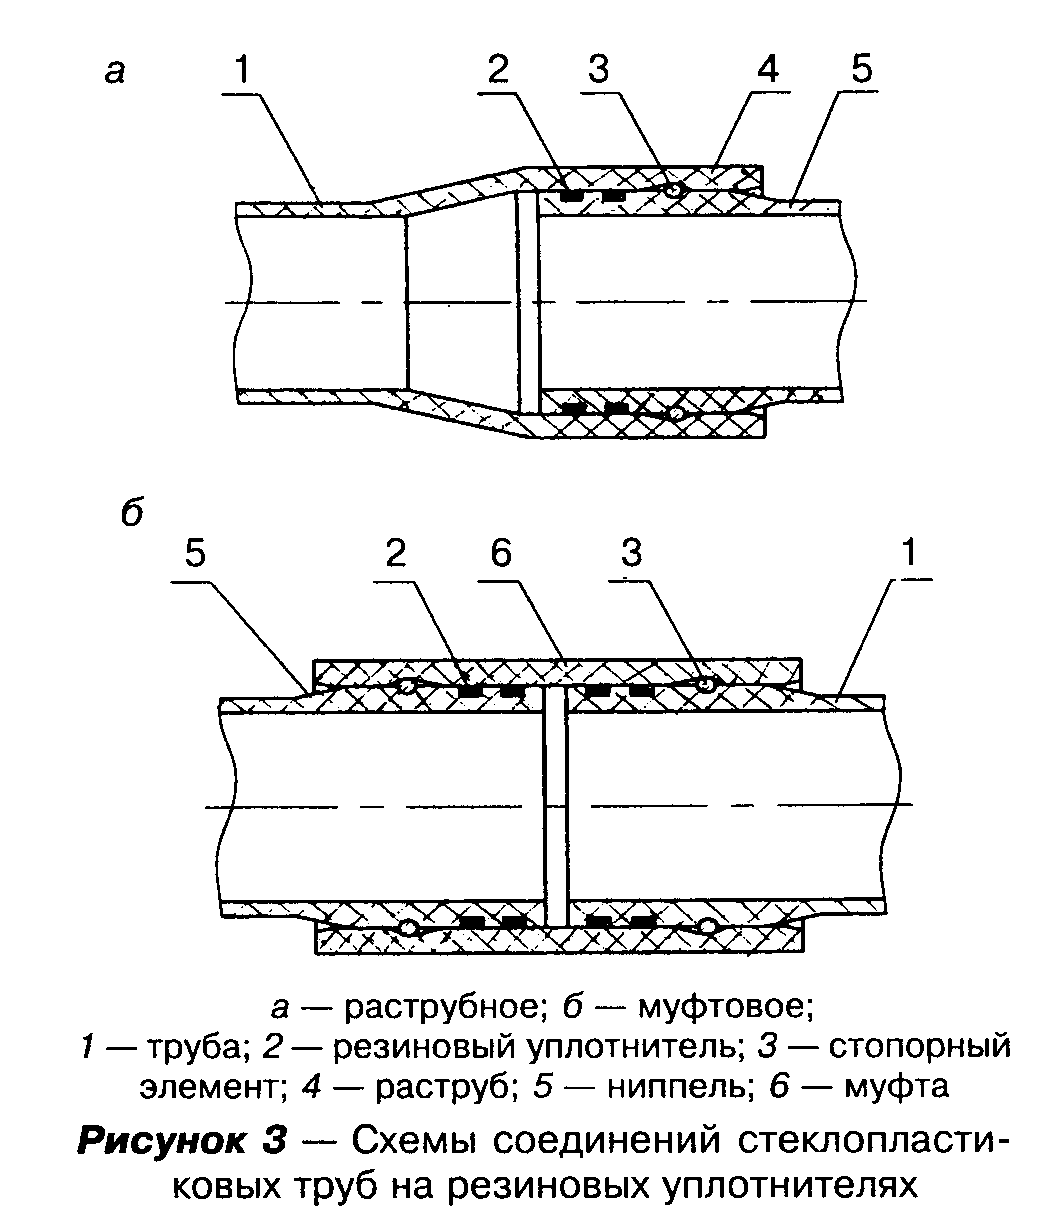 а 1 2 3 4 5
б
5 2 6 3 1
а — раструбное; б — муфтовое;
1 — труба; 2 — резиновый уплотнитель; 3 — стопорный
элемент; 4 — раструб; 5 — ниппель; 6 — муфта
Рисунок 3 — Схемы соединений стеклопласти-
ковых труб на резиновых уплотнителях